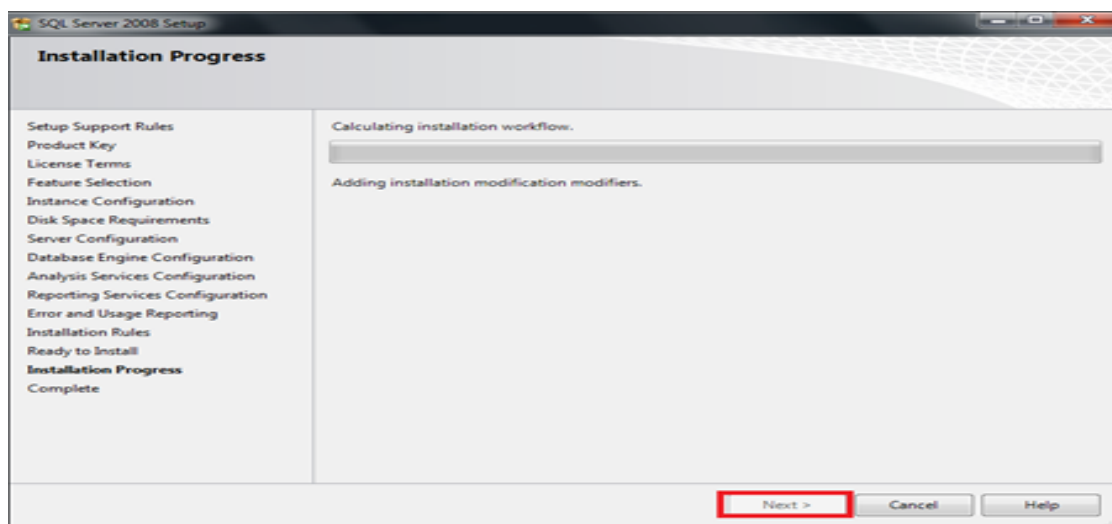 SQL Server 2008 Setup
Installation Progress
Setup Support Rules
Product Key
License Terms
Feature Selection
Instance Configuration
Disk Space Requirements
Server Configuration
Database Engine Configuration
Analysis Services Configuration
Reporting Services Configuration
Error and Usage Reporting
Installation Rules
Ready to Install
Installation Progress
Complete
Calculating installation workflow.
Adding installation modification modifiers.
Next >
Cancel
Help